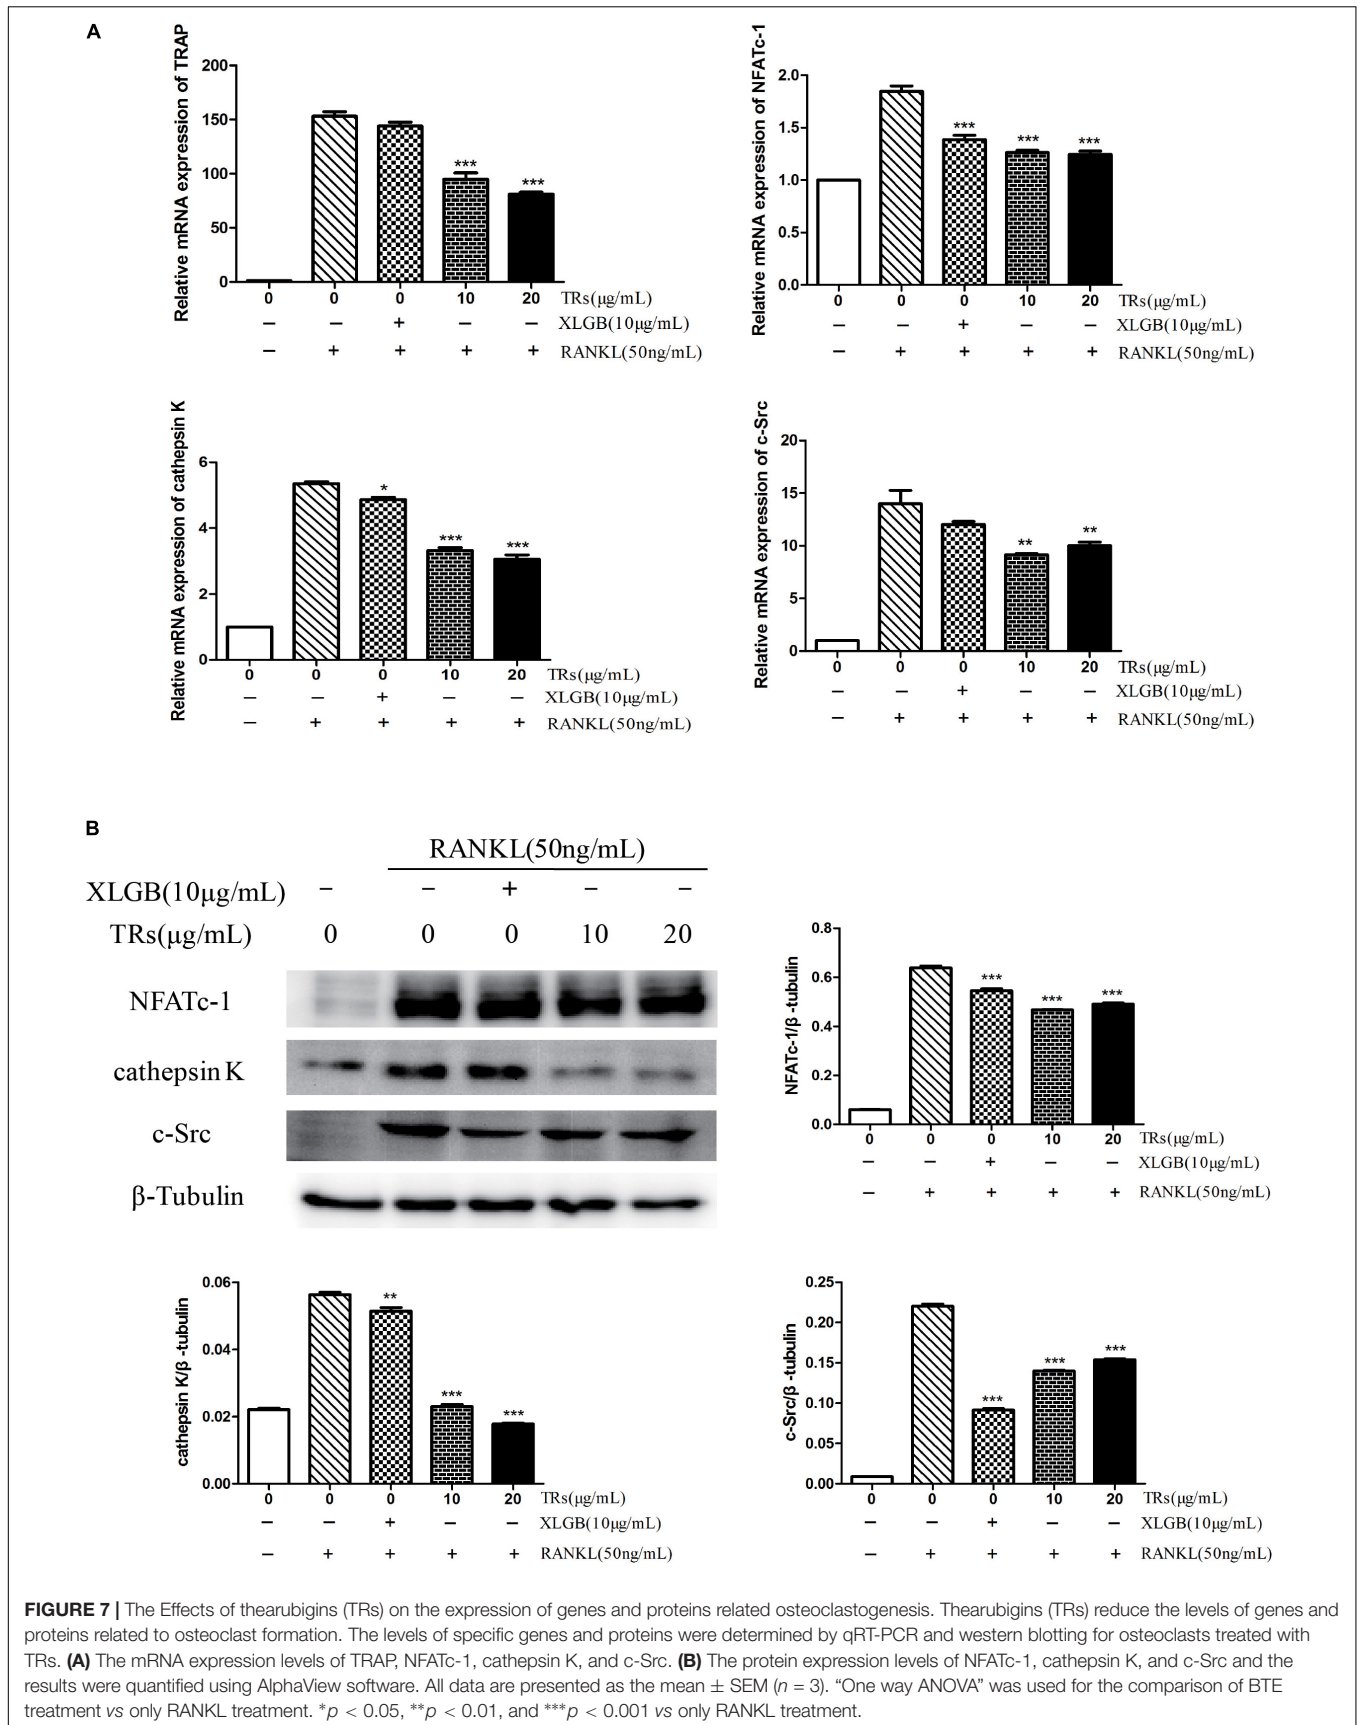 A
Relative mRNA expression of TRAP
200
150
100
50
0
***
***
0 0 0 10 20 TRs(μg/mL)
– – + – – XLGB(10μg/mL)
– + + + + RANKL(50ng/mL)
Relative mRNA expression of NFATc-1
2.0
1.5
1.0
0.5
0.0
*** *** ***
0 0 0 10 20 TRs(μg/mL)
– – + – – XLGB(10μg/mL)
– + + + + RANKL(50ng/mL)
Relative mRNA expression of cathepsin K
6
4
2
0
*
*** ***
0 0 0 10 20 TRs(μg/mL)
– – + – – XLGB(10μg/mL)
– + + + + RANKL(50ng/mL)
Relative mRNA expression of c-Src
20
15
10
5
0
** **
0 0 0 10 20 TRs(μg/mL)
– – + – – XLGB(10μg/mL)
– + + + + RANKL(50ng/mL)
B
RANKL(50ng/mL)
XLGB(10μg/mL) – – + – –
TRs(μg/mL) 0 0 0 10 20
NFATc-1
cathepsin K
c-Src
β-Tubulin
NFATc-1/β -tubulin
0.8
0.6
0.4
0.2
0.0
*** *** ***
0 0 0 10 20 TRs(μg/mL)
– – + – – XLGB(10μg/mL)
– + + + + RANKL(50ng/mL)
cathepsin K/β -tubulin
0.06
0.04
0.02
0.00
**
*** ***
0 0 0 10 20 TRs(μg/mL)
– – + – – XLGB(10μg/mL)
– + + + + RANKL(50ng/mL)
c-Src/β -tubulin
0.25
0.20
0.15
0.10
0.05
0.00
*** *** ***
0 0 0 10 20 TRs(μg/mL)
– – + – – XLGB(10μg/mL)
– + + + + RANKL(50ng/mL)
FIGURE 7 | The Effects of thearubigins (TRs) on the expression of genes and proteins related osteoclastogenesis. Thearubigins (TRs) reduce the levels of genes and
proteins related to osteoclast formation. The levels of specific genes and proteins were determined by qRT-PCR and western blotting for osteoclasts treated with
TRs. (A) The mRNA expression levels of TRAP, NFATc-1, cathepsin K, and c-Src. (B) The protein expression levels of NFATc-1, cathepsin K, and c-Src and the
results were quantified using AlphaView software. All data are presented as the mean ± SEM (n = 3). “One way ANOVA” was used for the comparison of BTE
treatment vs only RANKL treatment. *p < 0.05, **p < 0.01, and ***p < 0.001 vs only RANKL treatment.